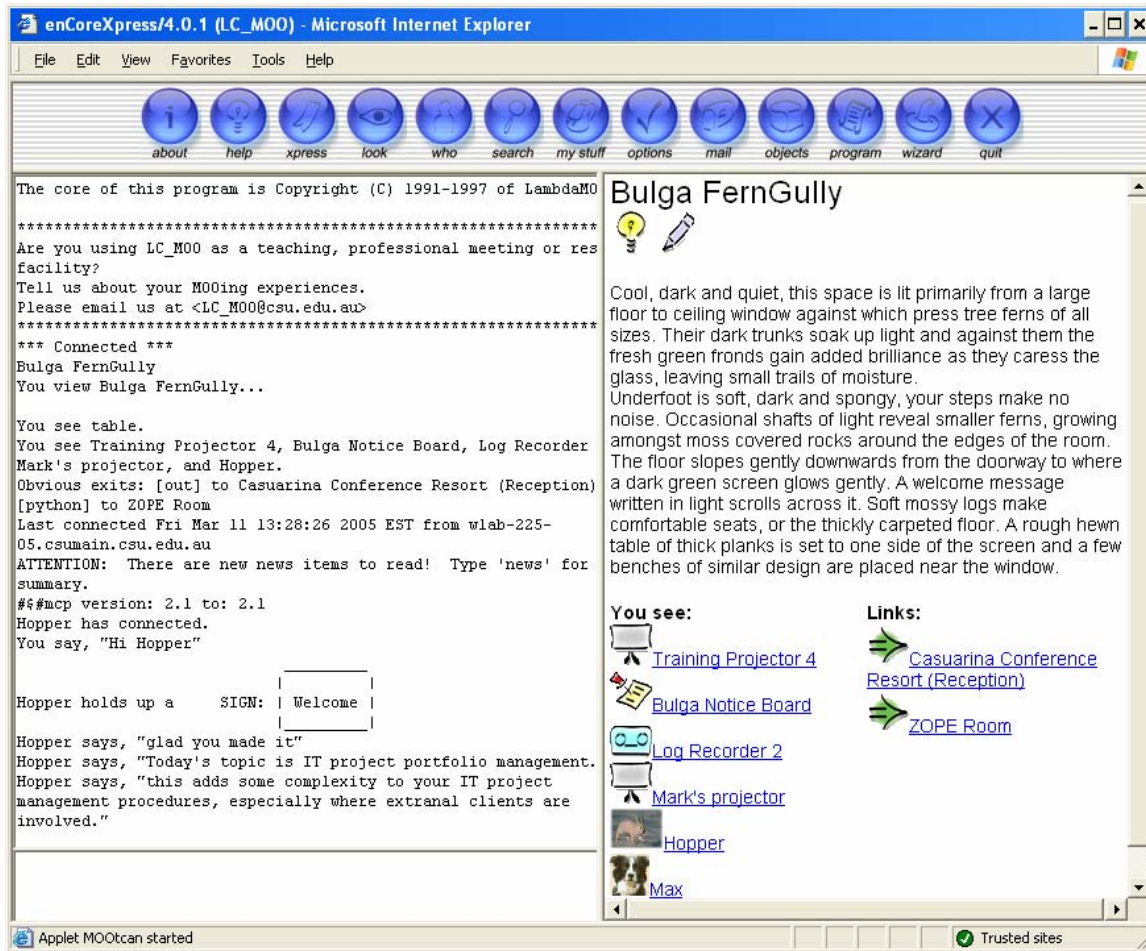 enCoreXpress/4.0.1 (LC_MOO) - Microsoft Internet Explorer
File Edit View Favorites Tools Help
about help xpress look who search my stuff options mail objects program wizard quit
The core of this program is Copyright (C) 1991-1997 of LambdaMO
***************************************************************
Are you using LC_MOO as a teaching, professional meeting or res
facility?
Tell us about your MOOing experiences.
Please email us at <LC_MOO@csu.edu.au>
***************************************************************
*** Connected ***
Bulga FernGully
You view Bulga FernGully...
You see table.
You see Training Projector 4, Bulga Notice Board, Log Recorder
Mark's projector, and Hopper.
Obvious exits: [out] to Casuarina Conference Resort (Reception)
[python] to ZOPE Room
Last connected Fri Mar 11 13:28:26 2005 EST from wlab-225-
05.csumain.csu.edu.au
ATTENTION:  There are new news items to read!  Type 'news' for
summary.
#$#mcp version: 2.1 to: 2.1
Hopper has connected.
You say, "Hi Hopper"
Hopper holds up a     SIGN: | Welcome |
Hopper says, "glad you made it"
Hopper says, "Today's topic is IT project portfolio management.
Hopper says, "this adds some complexity to your IT project
management procedures, especially where extranal clients are
involved."
Bulga FernGully
Cool, dark and quiet, this space is lit primarily from a large
floor to ceiling window against which press tree ferns of all
sizes. Their dark trunks soak up light and against them the
fresh green fronds gain added brilliance as they caress the
glass, leaving small trails of moisture.
Underfoot is soft, dark and spongy, your steps make no
noise. Occasional shafts of light reveal smaller ferns, growing
amongst moss covered rocks around the edges of the room.
The floor slopes gently downwards from the doorway to where
a dark green screen glows gently. A welcome message
written in light scrolls across it. Soft mossy logs make
comfortable seats, or the thickly carpeted floor. A rough hewn
table of thick planks is set to one side of the screen and a few
benches of similar design are placed near the window.
You see:
Training Projector 4
Bulga Notice Board
Log Recorder 2
Mark's projector
Hopper
Max
Links:
Casuarina Conference
Resort (Reception)
ZOPE Room
Applet MOOtcan started
Trusted sites